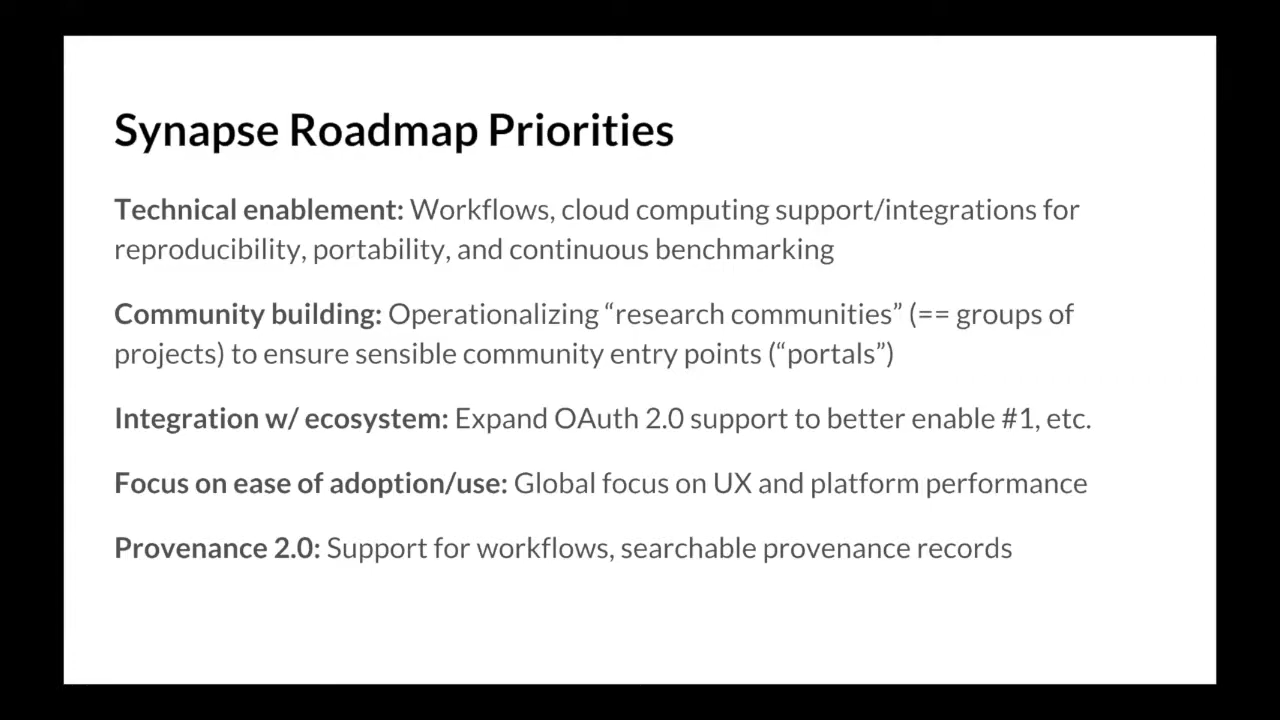 Synapse Roadmap Priorities
Technical enablement: Workflows, cloud computing support/integrations for
reproducibility, portability, and continuous benchmarking
Community building: Operationalizing “research communities” (== groups of
projects) to ensure sensible community entry points (“portals”)
Integration w/ ecosystem: Expand OAuth 2.0 support to better enable #1, etc.
Focus on ease of adoption/use: Global focus on UX and platform performance
Provenance 2.0: Support for workflows, searchable provenance records